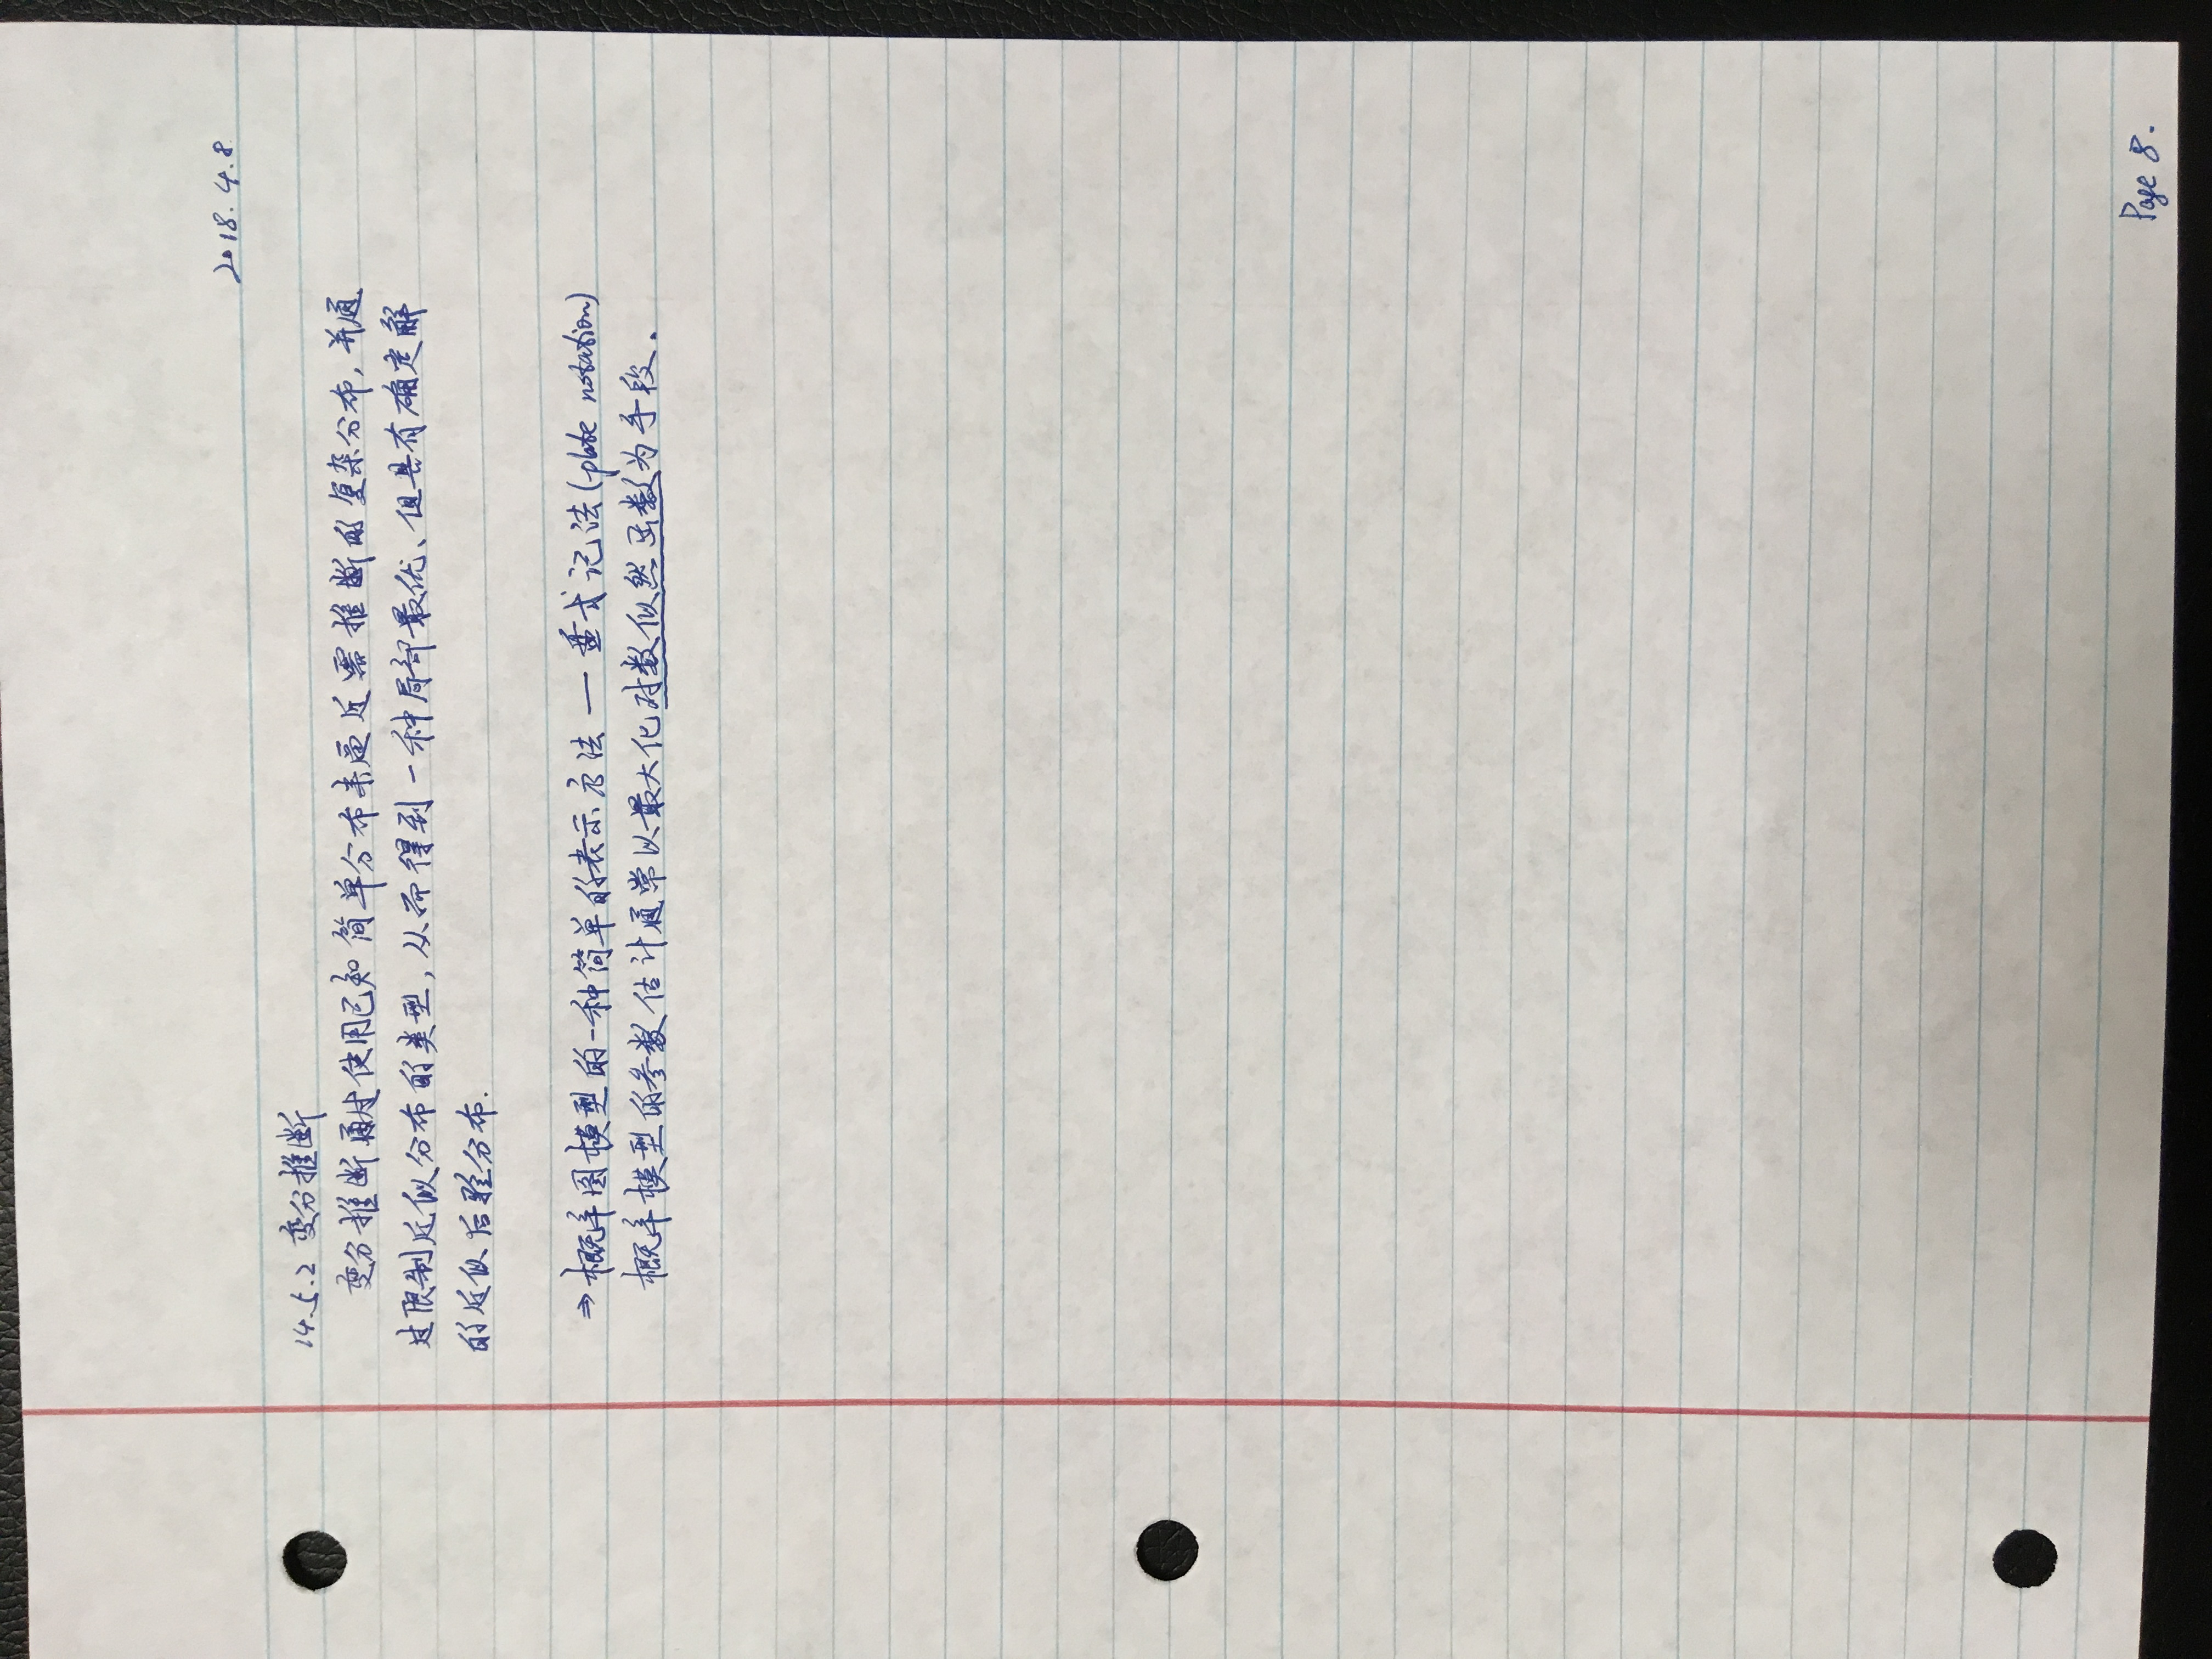 2018.4.8
14.5.2 变分推断
变分推断通过使用已知简单分布来逼近需推断的复杂分布,并通
过限制近似分布的类型,从而得到一种局部最优、但具有确定解
的近似后验分布.
⇒概率图模型的一种简单的表示方法 — 盘式记法(plate notation)
概率模型的参数估计通常以最大化对数似然函数为手段.
Page 8.